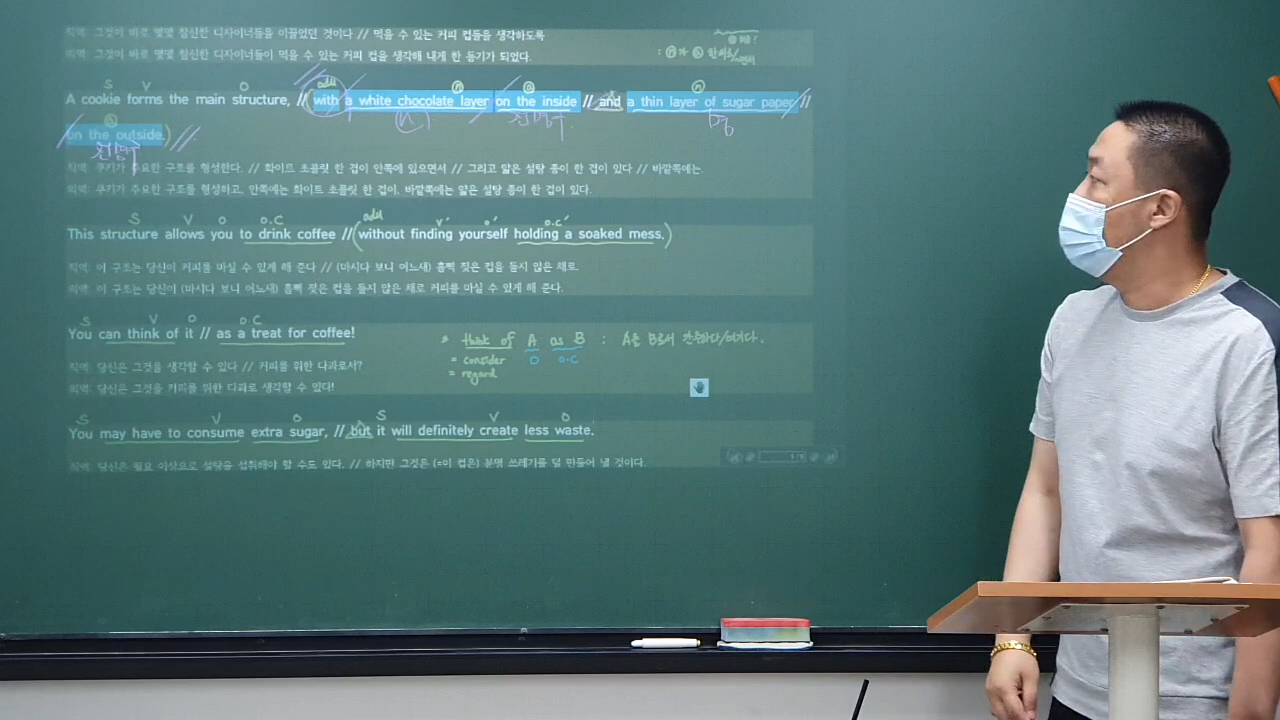 직역: 그것이 바로 몇몇 참신한 디자이너들을 이끌었던 것이다 // 먹을 수 있는 커피 컵들을 생각하도록
의역: 그것이 바로 몇몇 참신한 디자이너들이 먹을 수 있는 커피 컵을 생각해 내게 한 동기가 되었다.
S V O adu ⓝ ⓐ ⓝ
A cookie forms the main structure, // (with a white chocolate layer on the inside // and a thin layer of sugar paper //
전명구 명
on the outside.) //
전명구
직역: 쿠키가 주요한 구조를 형성한다. // 화이트 초콜릿 한 겹이 안쪽에 있으면서 // 그리고 얇은 설탕 종이 한 겹이 있다 // 바깥쪽에는.
의역: 쿠키가 주요한 구조를 형성하고, 안쪽에는 화이트 초콜릿 한 겹이, 바깥쪽에는 얇은 설탕 종이 한 겹이 있다.
S V O O.C V' O' O.C'
This structure allows you to drink coffee // (without finding yourself holding a soaked mess.)
직역: 이 구조는 당신이 커피를 마실 수 있게 해 준다 // (마시다 보니 어느새) 흠뻑 젖은 컵을 들지 않은 채로.
의역: 이 구조는 당신이 (마시다 보니 어느새) 흠뻑 젖은 컵을 들지 않은 채로 커피를 마실 수 있게 해 준다.
S V O O.C
You can think of it // as a treat for coffee!
* think of A as B : A를 B로서 간주하다/여기다.
= consider O O.C
= regard
직역: 당신은 그것을 생각할 수 있다 // 커피를 위한 다과로서?
의역: 당신은 그것을 커피를 위한 다과로 생각할 수 있다!
S V O S V O
You may have to consume extra sugar, // but it will definitely create less waste.
직역: 당신은 필요 이상으로 설탕을 섭취해야 할 수도 있다. // 하지만 그것은 (=이 컵은) 분명 쓰레기를 덜 만들어 낼 것이다.